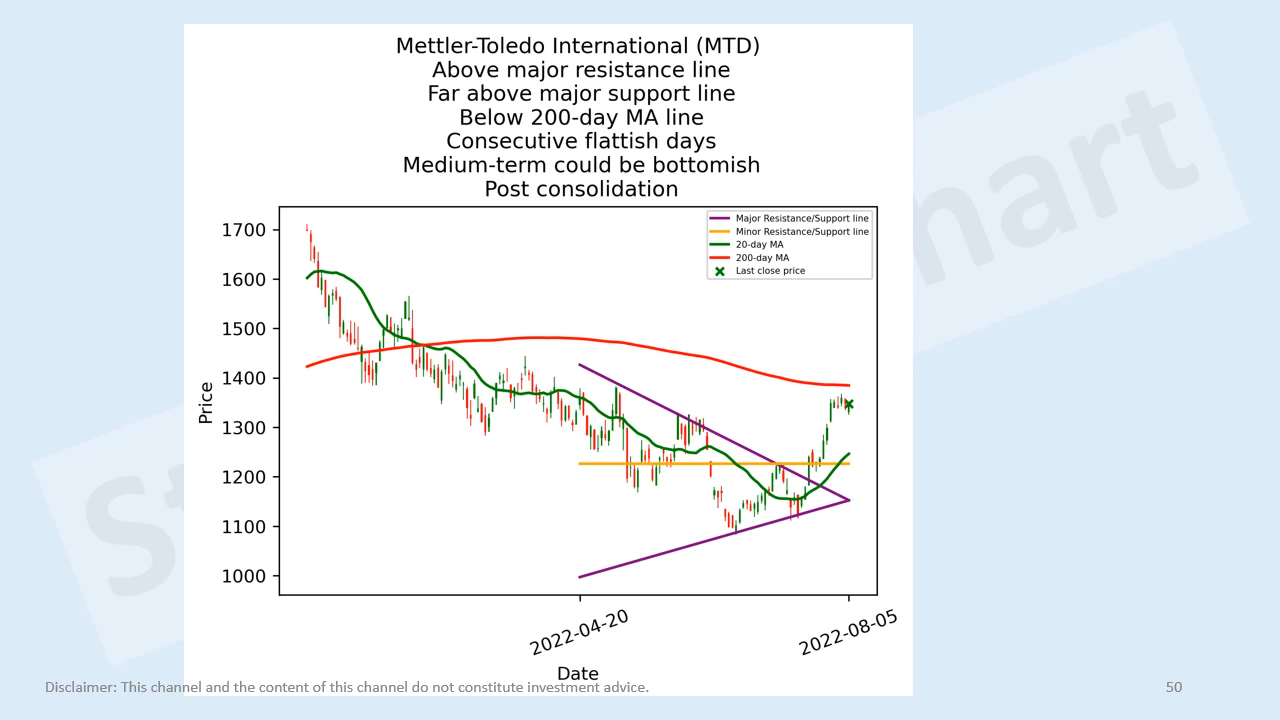 Mettler-Toledo International (MTD)
Above major resistance line
Far above major support line
Below 200-day MA line
Consecutive flattish days
Medium-term could be bottomish
Post consolidation
Major Resistance/Support line
Minor Resistance/Support line
20-day MA
200-day MA
Last close price
1700
1600
1500
1400
1300
1200
1100
1000
Price
2022-04-20
2022-08-05
Date
Disclaimer: This channel and the content of this channel do not constitute investment advice.
50